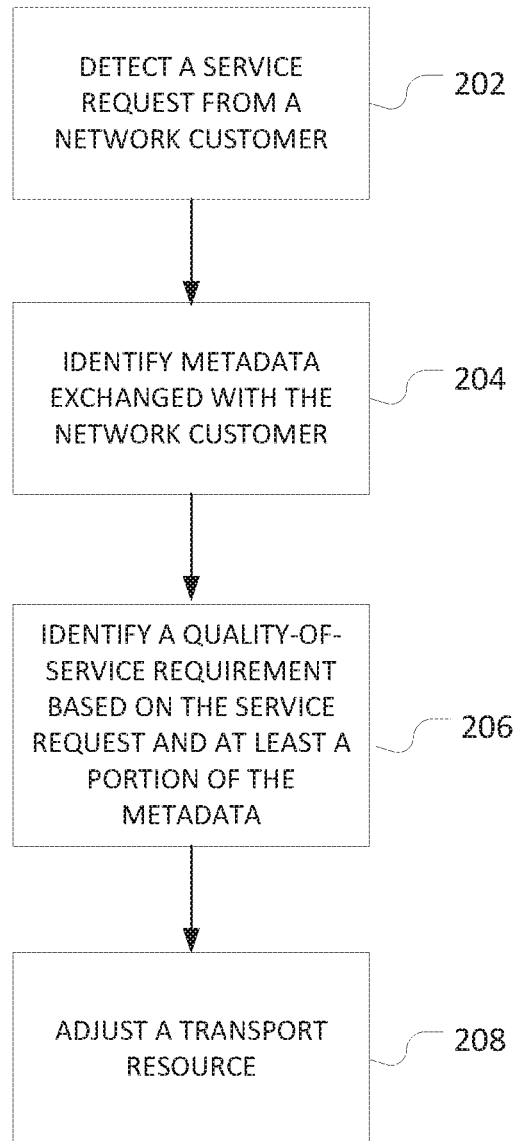 DETECT A SERVICE
REQUEST FROM A
NETWORK CUSTOMER
202
IDENTIFY METADATA
EXCHANGED WITH THE
NETWORK CUSTOMER
204
IDENTIFY A QUALITY-OF-
SERVICE REQUIREMENT
BASED ON THE SERVICE
REQUEST AND AT LEAST A
PORTION OF THE
METADATA
206
ADJUST A TRANSPORT
RESOURCE
208